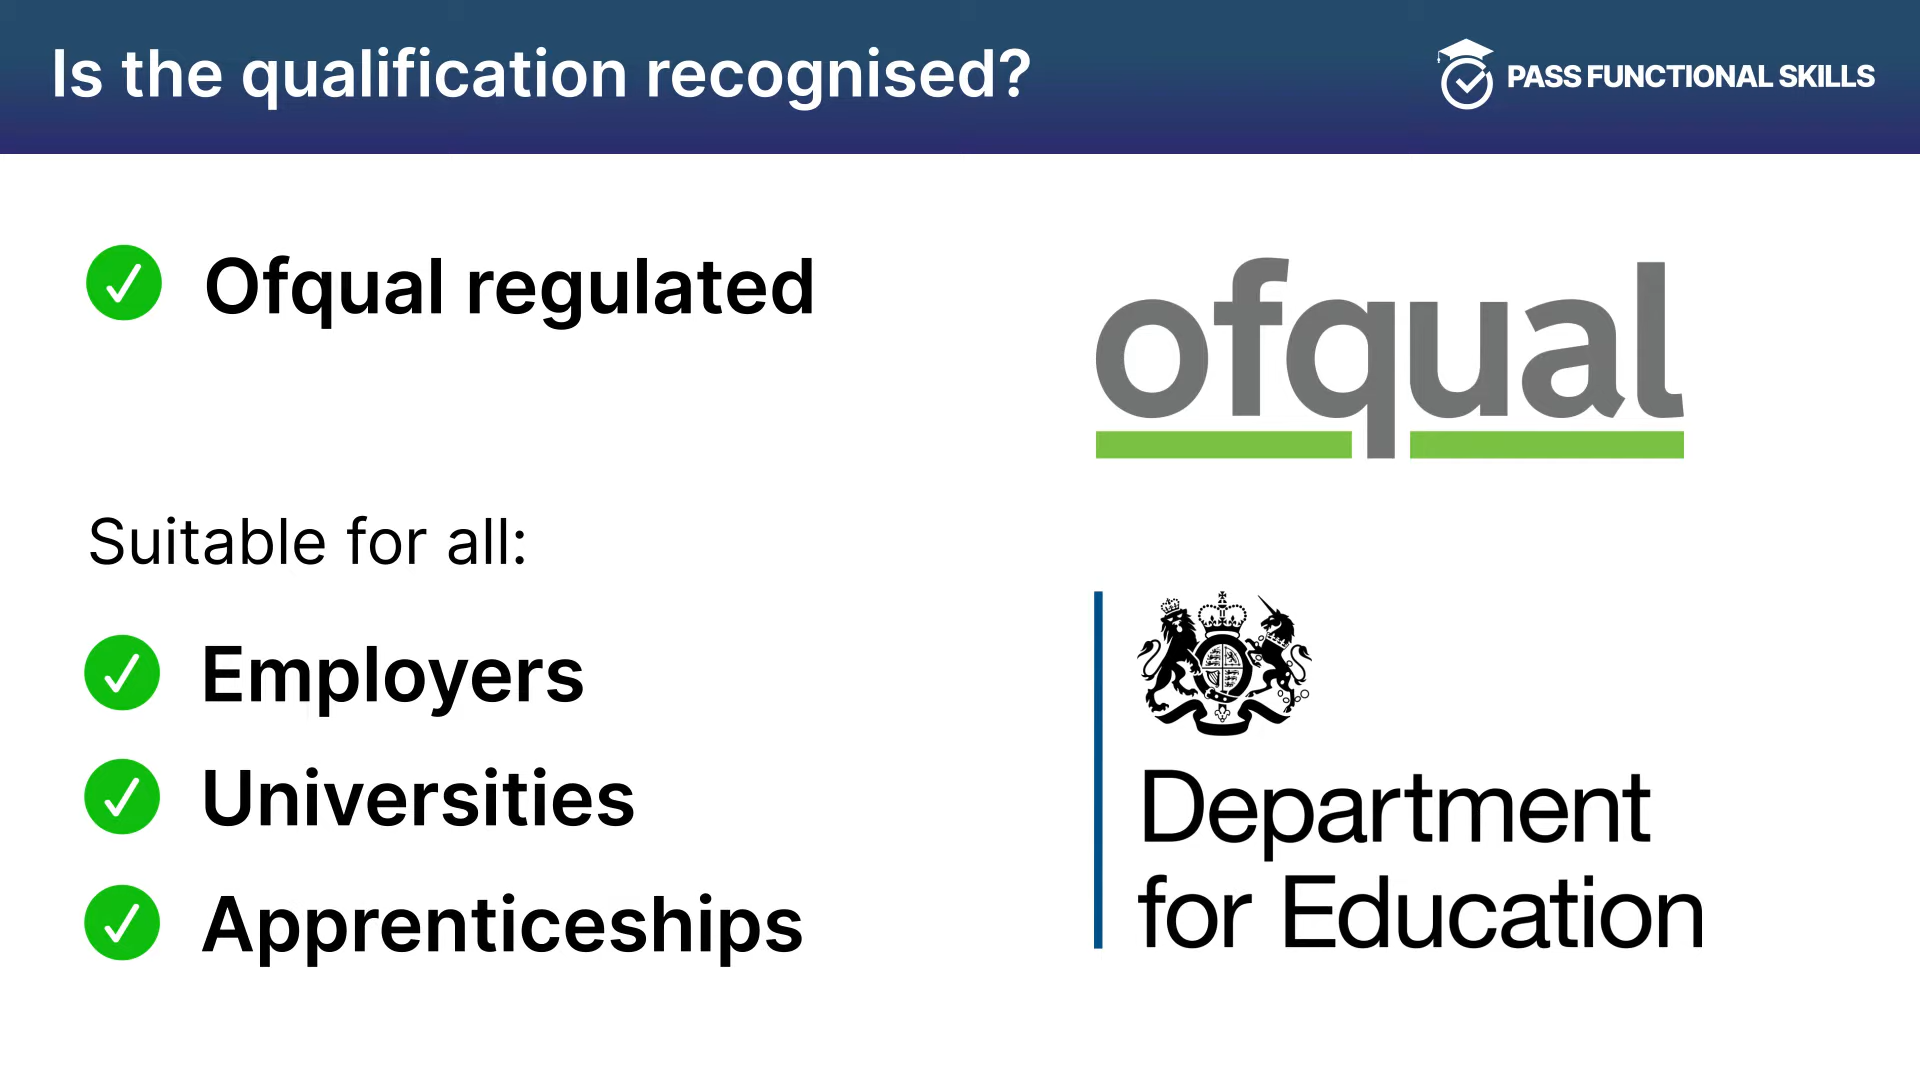 Is the qualification recognised?
PASS FUNCTIONAL SKILLS
Ofqual regulated
ofqual
Suitable for all:
Employers
Universities
Apprenticeships
Department
for Education